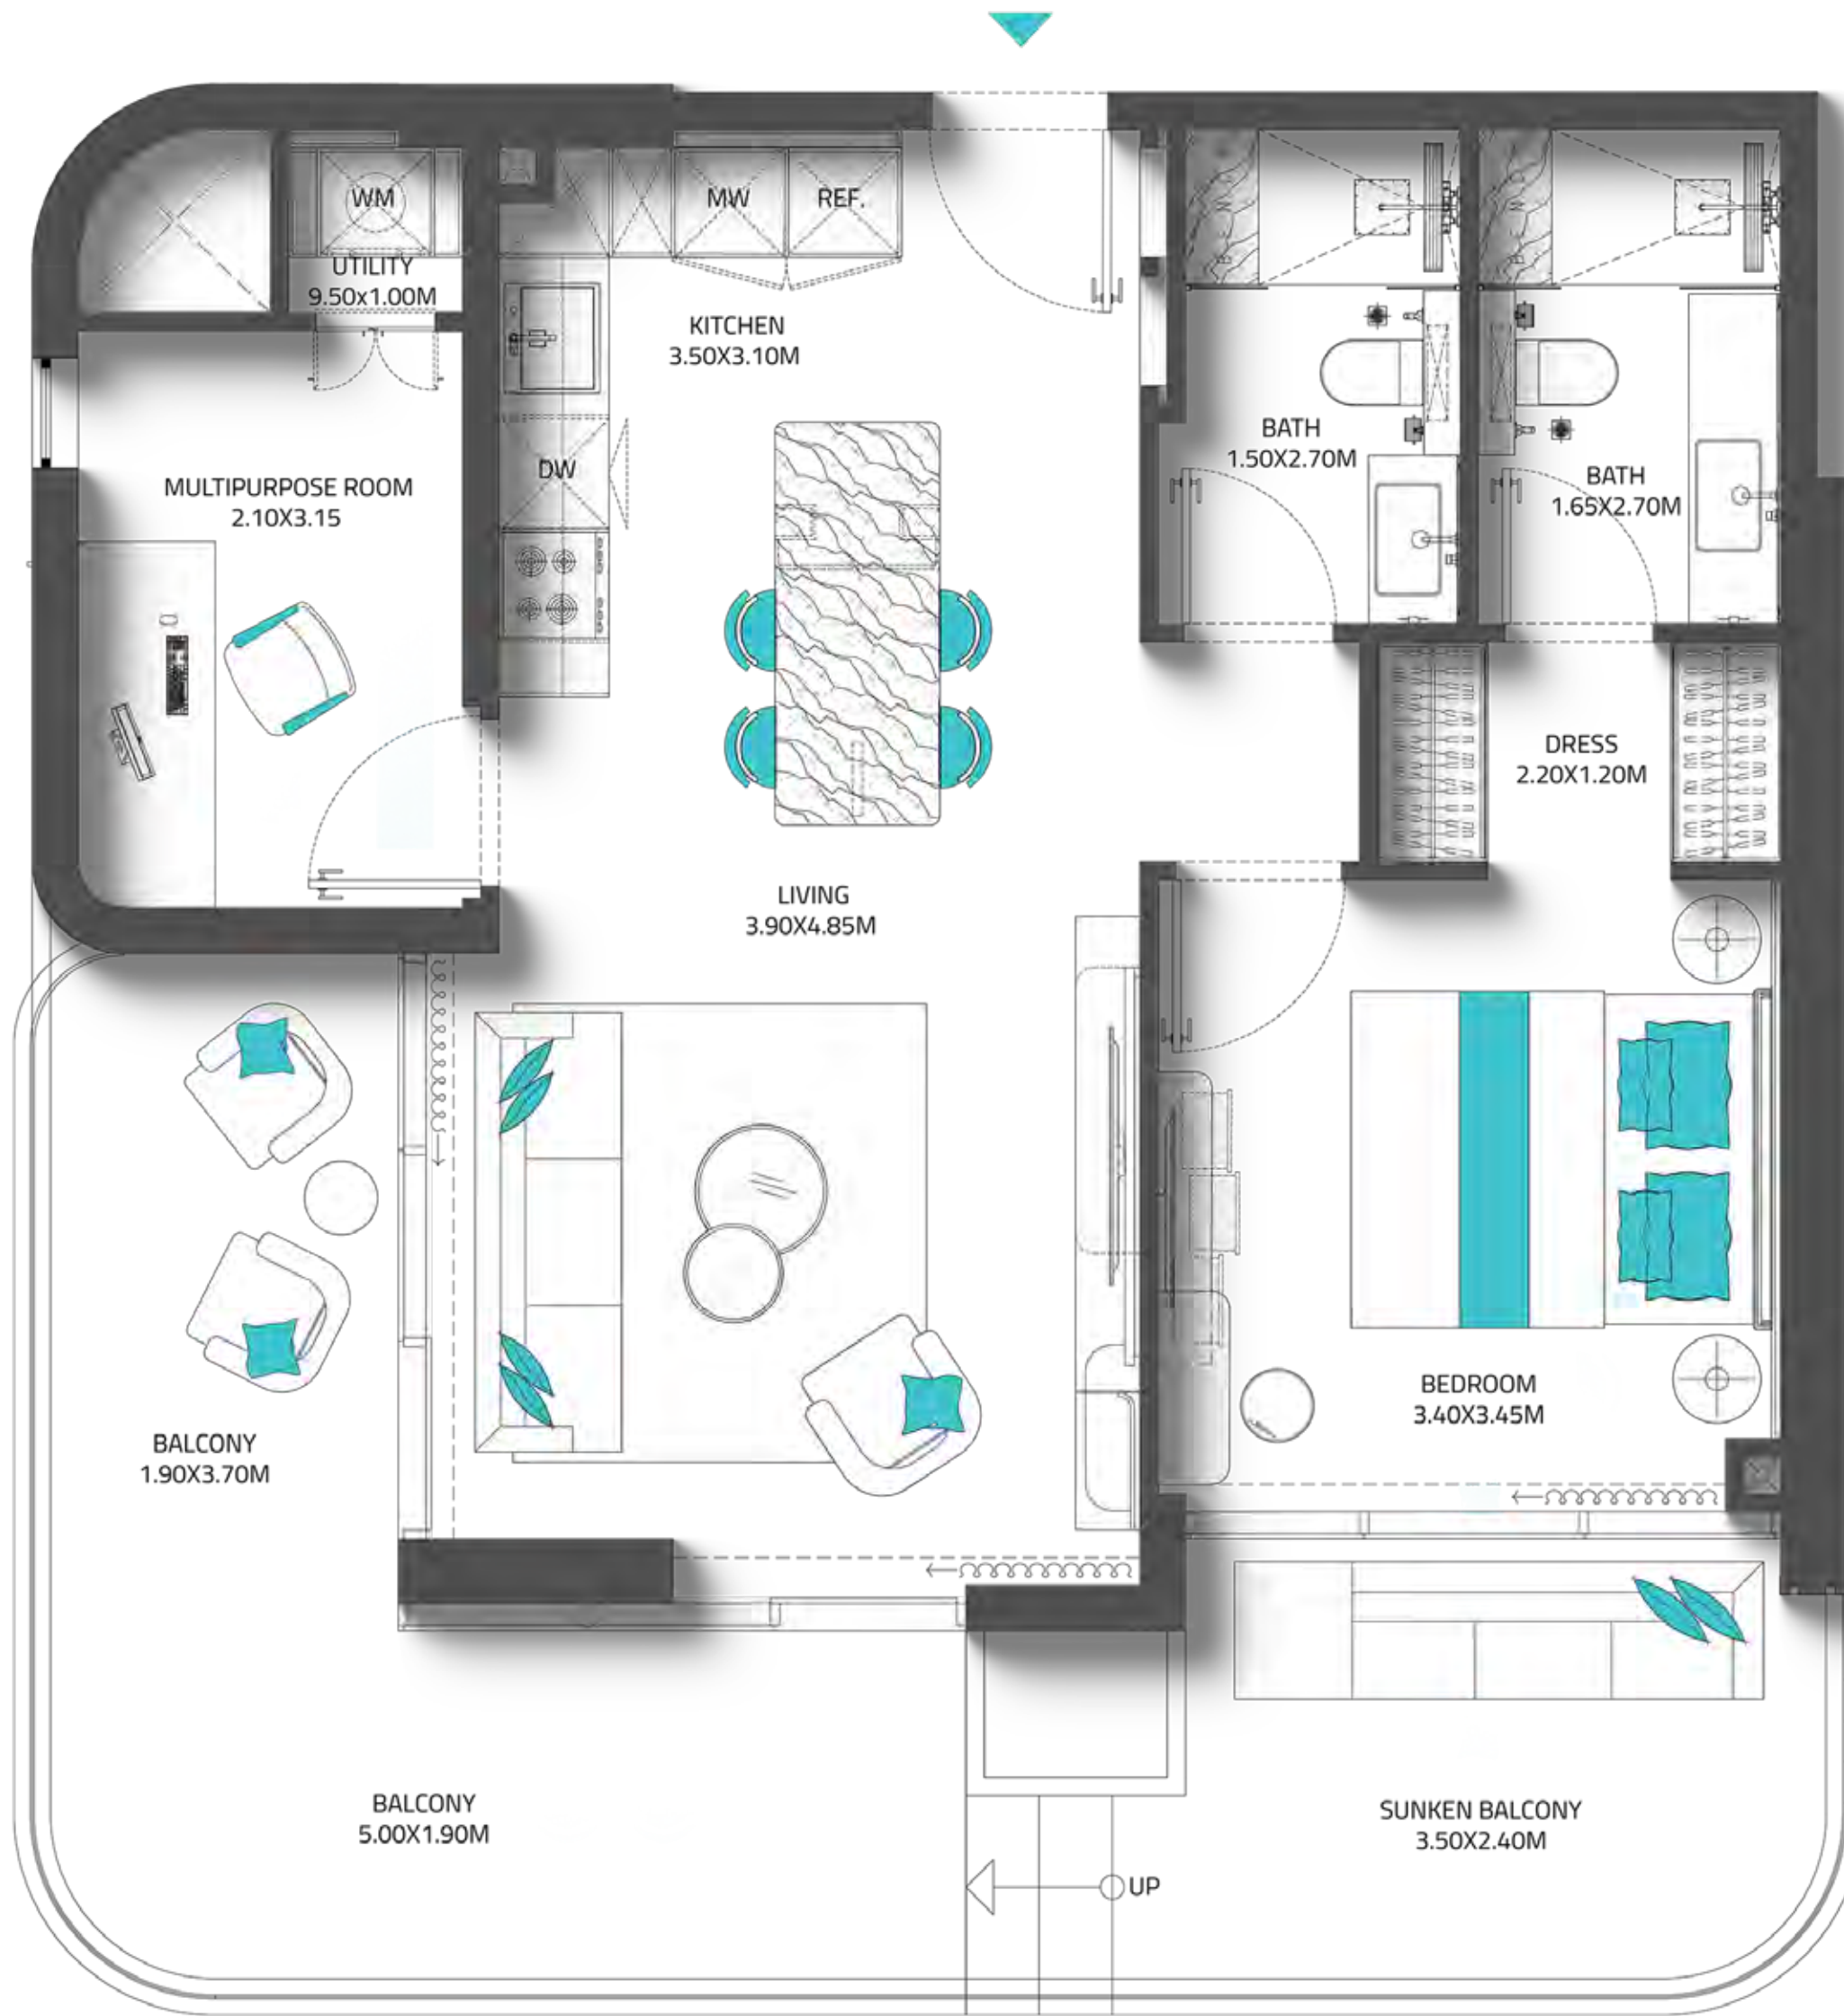 WM
MW
REF.
UTILITY
9.50x1.00M
KITCHEN
3.50X3.10M
BATH
1.50X2.70M
BATH
1.65X2.70M
DW
MULTIPURPOSE ROOM
2.10X3.15
DRESS
2.20X1.20M
LIVING
3.90X4.85M
BEDROOM
3.40X3.45M
BALCONY
1.90X3.70M
BALCONY
5.00X1.90M
SUNKEN BALCONY
3.50X2.40M
UP